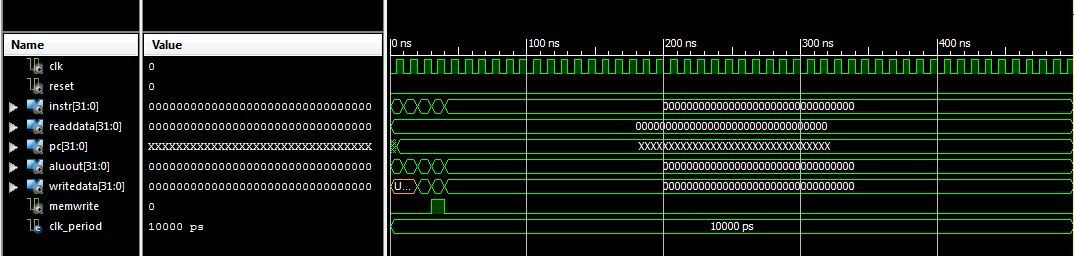 Name Value 0 ns 100 ns 200 ns 300 ns 400 ns
clk 0
reset 0
instr[31:0] 00000000000000000000000000000000 00000000000000000000000000000000
readdata[31:0] 00000000000000000000000000000000 00000000000000000000000000000000
pc[31:0] XXXXXXXXXXXXXXXXXXXXXXXXXXXXXXXX XXXXXXXXXXXXXXXXXXXXXXXXXXXXXXXX
aluout[31:0] 00000000000000000000000000000000 00000000000000000000000000000000
writedata[31:0] 00000000000000000000000000000000 U... 00000000000000000000000000000000
memwrite 0
clk_period 10000 ps 10000 ps